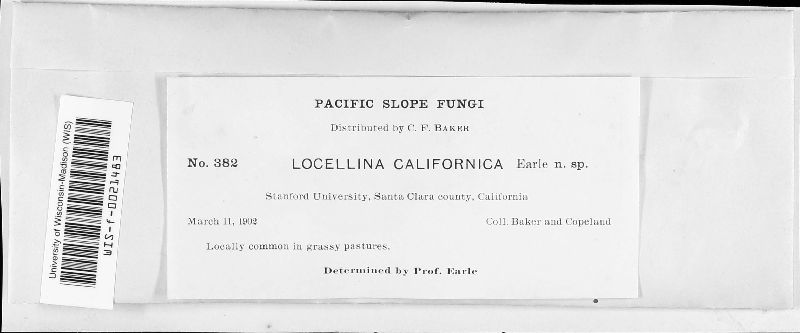 PACIFIC SLOPE FUNGI
Distributed by C. F. BAKER
No. 382 LOCELLINA CALIFORNICA Earle n. sp.
Stanford University, Santa Clara county, California
March 11, 1902 Coll. Baker and Copeland
Locally common in grassy pastures.
Determined by Prof. Earle
University of Wisconsin-Madison (WIS)
WIS-f-0021483